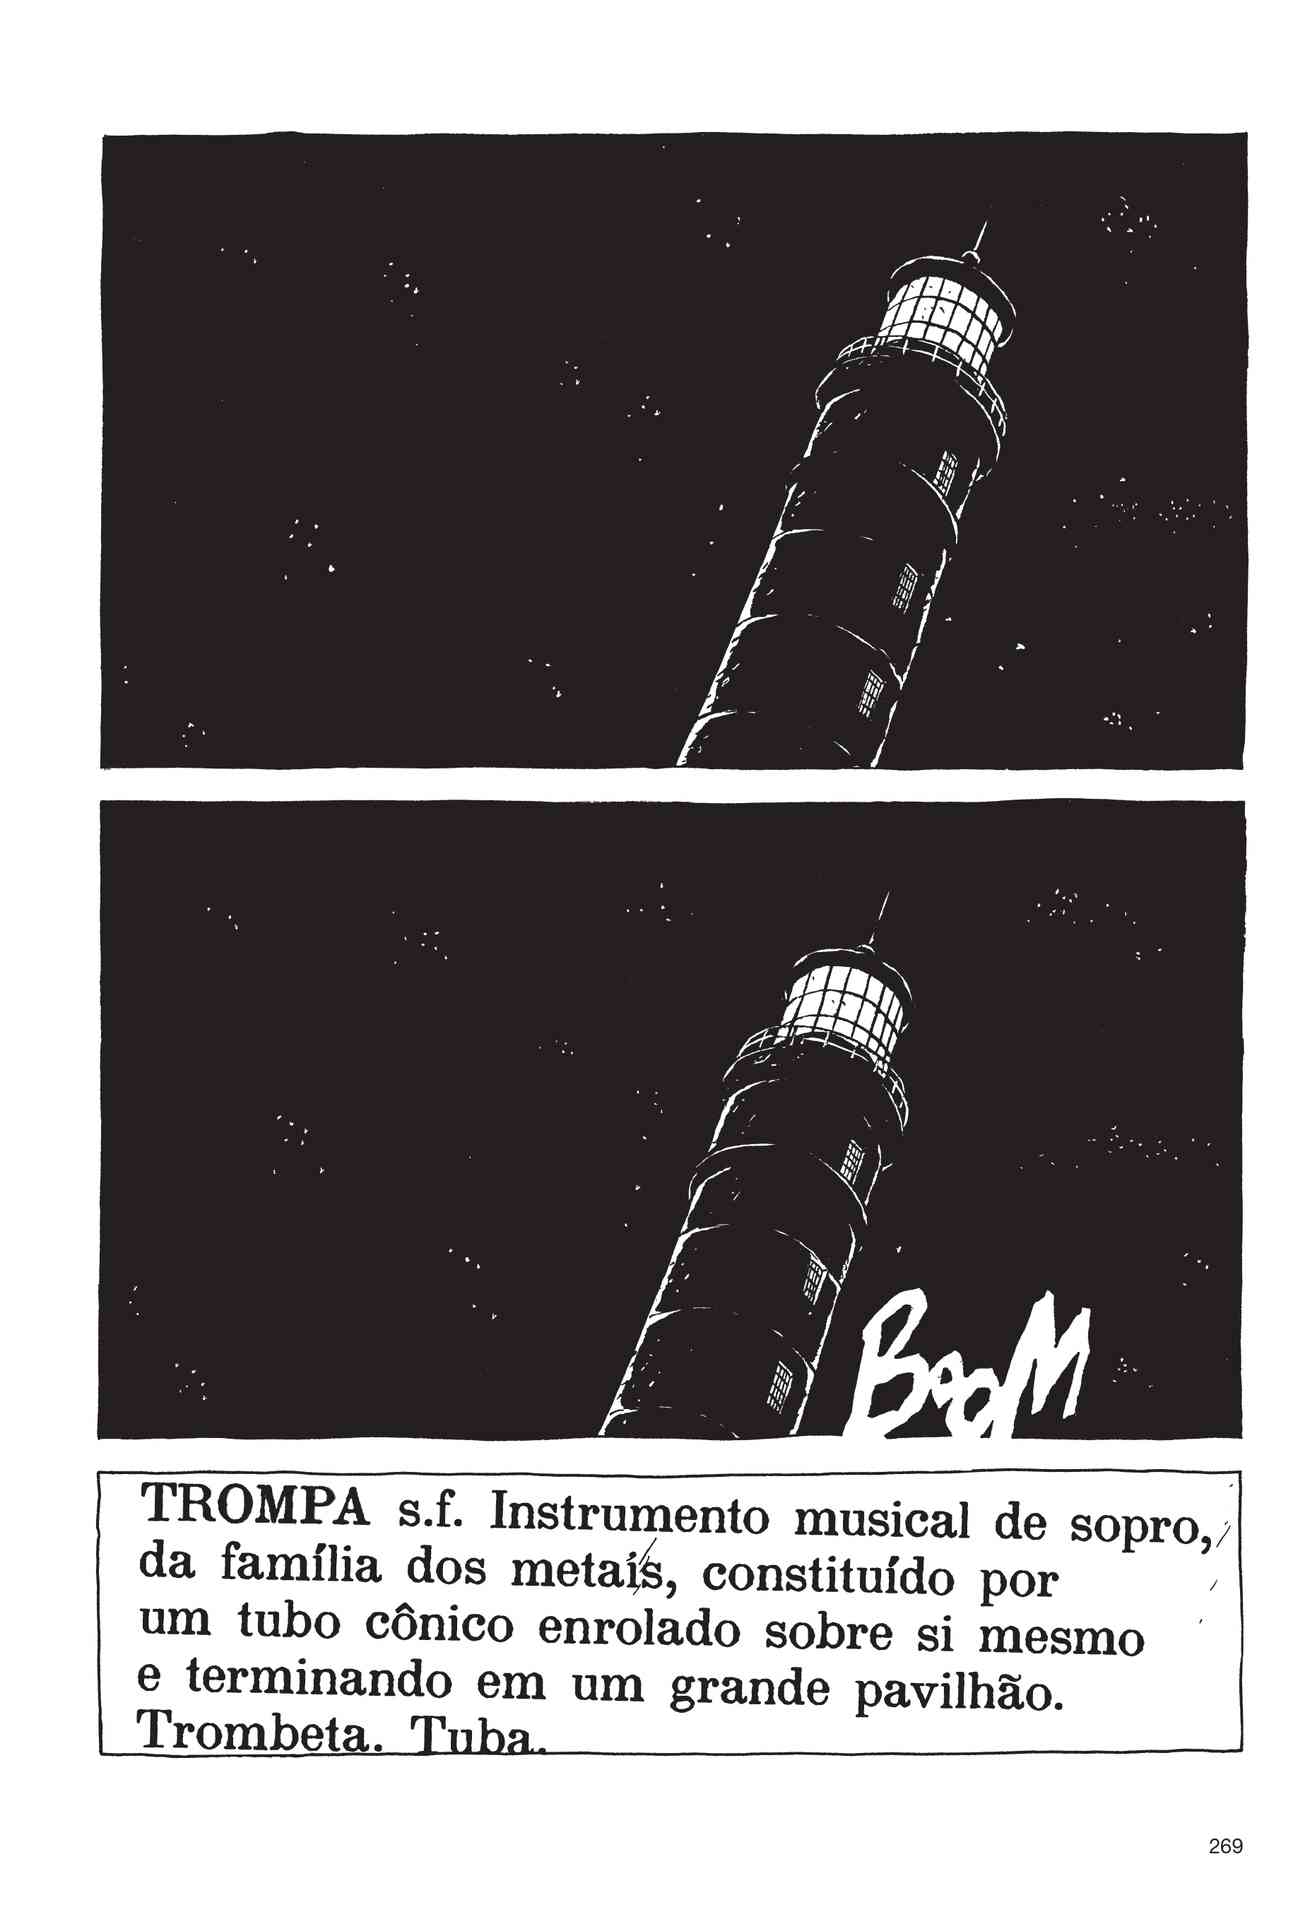 BOOM
TROMPA s.f. Instrumento musical de sopro,
da família dos metais, constituído por
um tubo cônico enrolado sobre si mesmo
e terminando em um grande pavilhão.
Trombeta. Tuba.
269